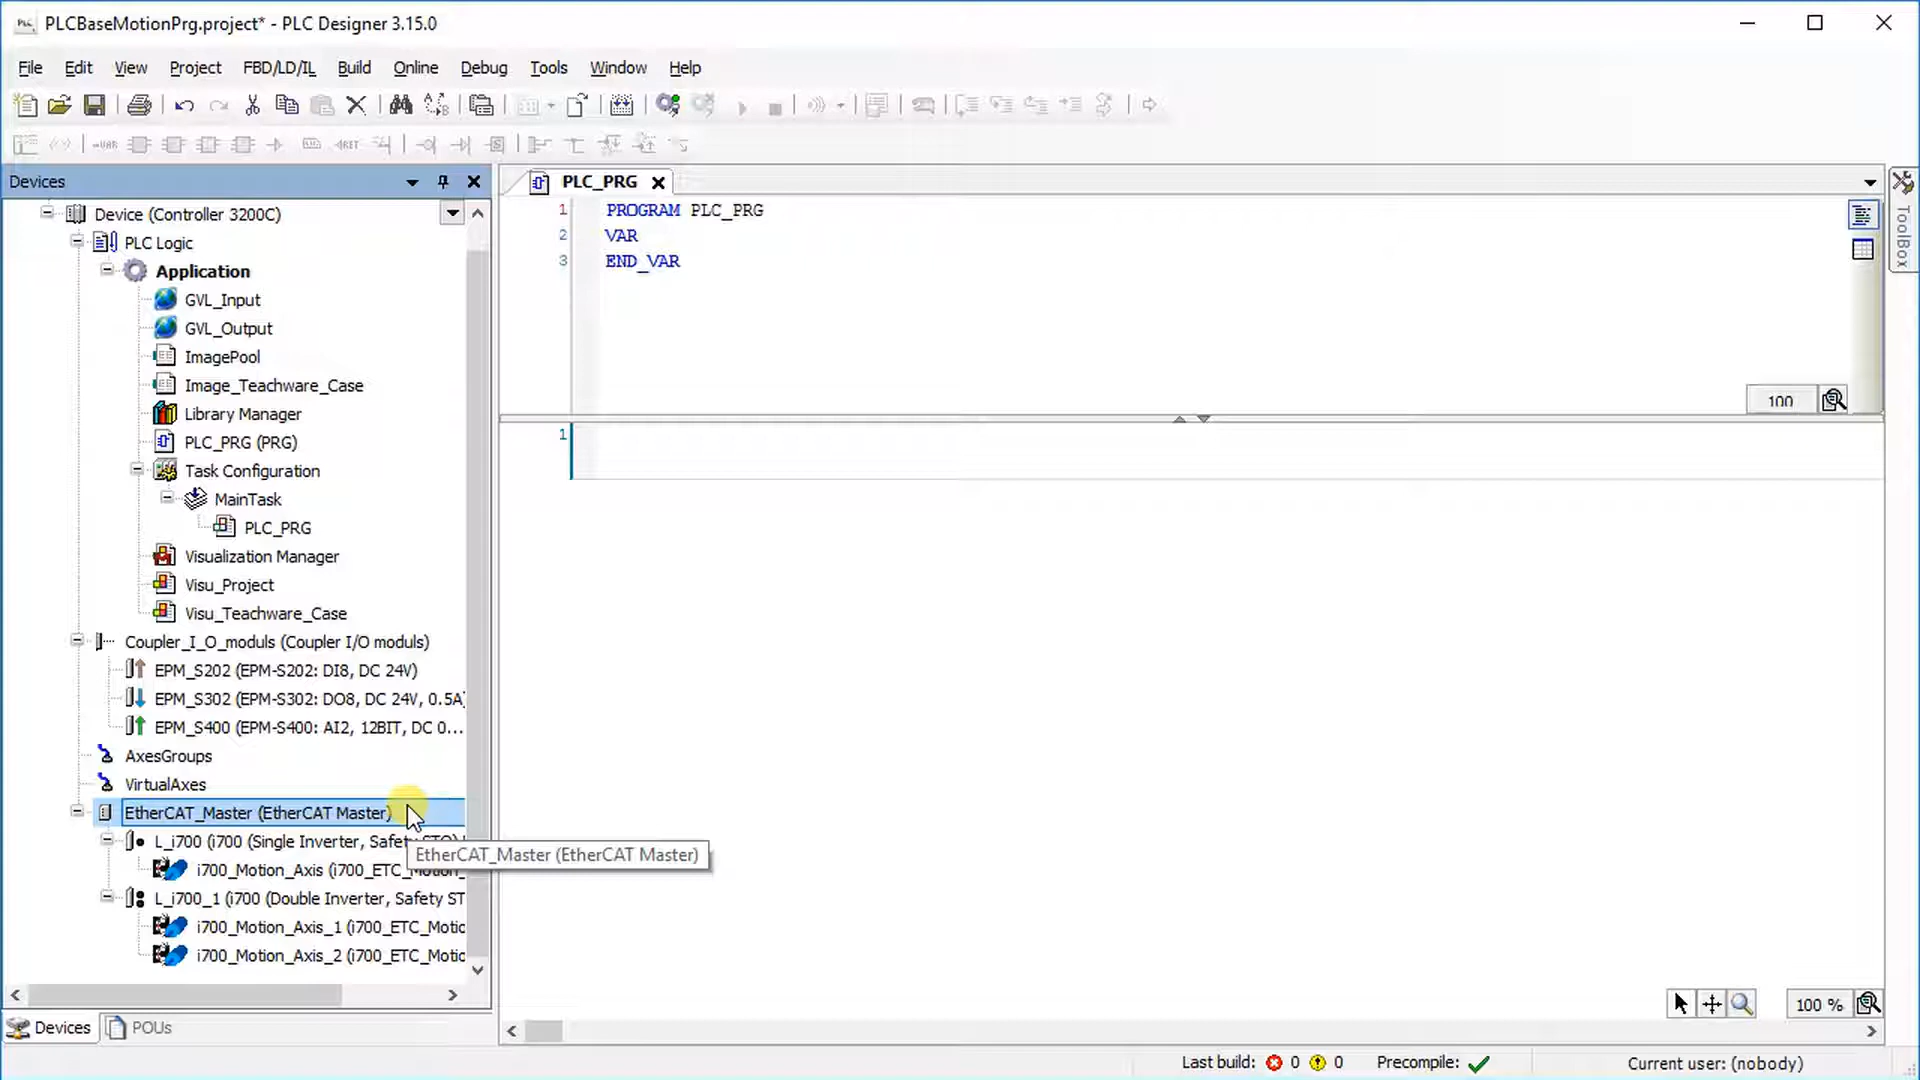 PLCBaseMotionPrg.project* - PLC Designer 3.15.0
File Edit View Project FBD/LD/IL Build Online Debug Tools Window Help
Devices
Device (Controller 3200C)
PLC Logic
Application
GVL_Input
GVL_Output
ImagePool
Image_Teachware_Case
Library Manager
PLC_PRG (PRG)
Task Configuration
MainTask
PLC_PRG
Visualization Manager
Visu_Project
Visu_Teachware_Case
Coupler_I_O_moduls (Coupler I/O moduls)
EPM_S202 (EPM-S202: DI8, DC 24V)
EPM_S302 (EPM-S302: DO8, DC 24V, 0.5A)
EPM_S400 (EPM-S400: AI2, 12BIT, DC 0...
AxesGroups
VirtualAxes
EtherCAT_Master (EtherCAT Master)
L_i700 (i700 (Single Inverter, Safety STO)
i700_Motion_Axis (i700_ETC_Motion_
L_i700_1 (i700 (Double Inverter, Safety ST
i700_Motion_Axis_1 (i700_ETC_Motic
i700_Motion_Axis_2 (i700_ETC_Motic
EtherCAT_Master (EtherCAT Master)
Devices POUs
PLC_PRG
1 PROGRAM PLC_PRG
2 VAR
3 END_VAR
100
1
100 %
ToolBox
Last build: 0 0 Precompile: Current user: (nobody)